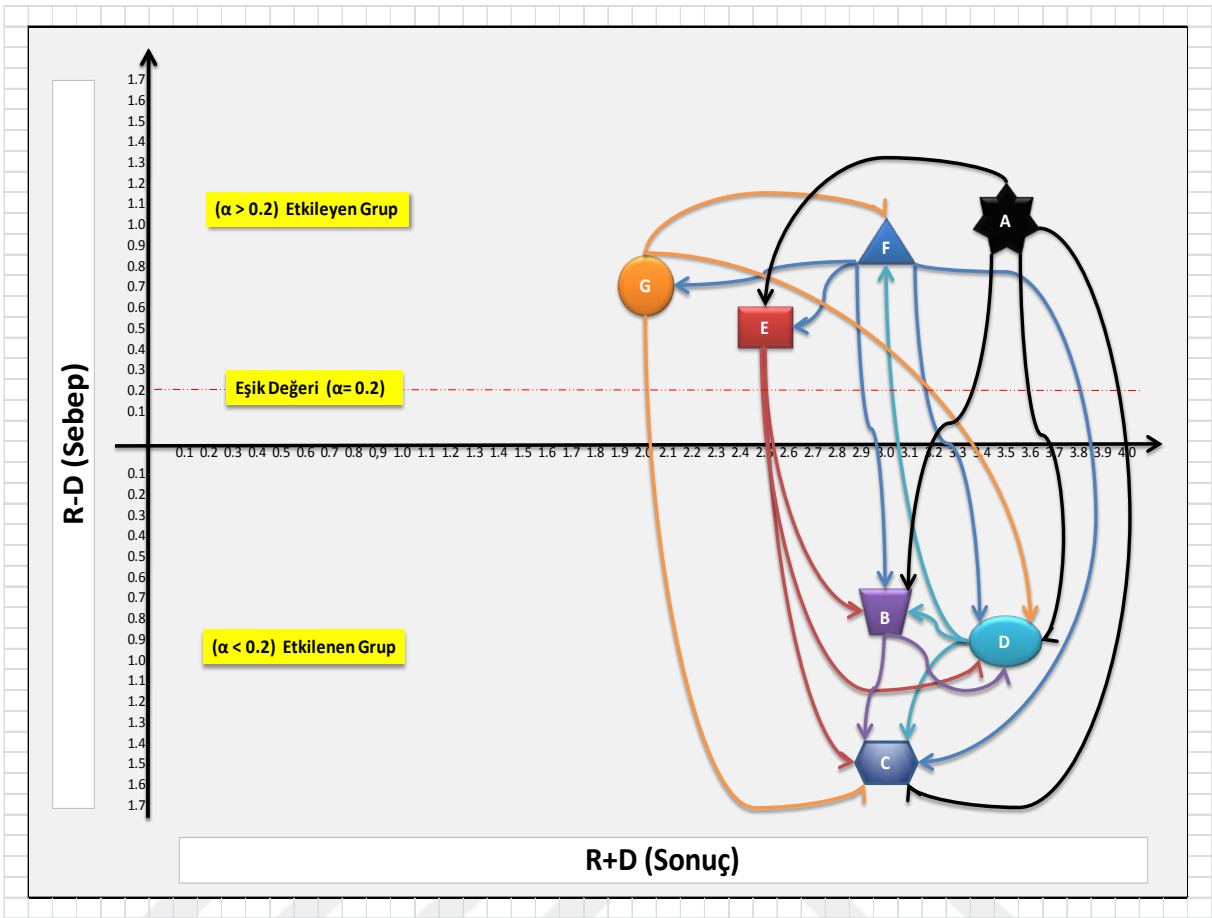 1.7
1.6
1.5
1.4
1.3
1.2
1.1
1.0
0.9
0.8
0.7
0.6
0.5
0.4
0.3
0.2
0.1
(α > 0.2) Etkileyen Grup
A
F
G
E
Eşik Değeri (α= 0.2)
R-D (Sebep)
0.1 0.2 0.3 0.4 0.5 0.6 0.7 0.8 0.9 1.0 1.1 1.2 1.3 1.4 1.5 1.6 1.7 1.8 1.9 2.0 2.1 2.2 2.3 2.4 2.5 2.6 2.7 2.8 2.9 3.0 3.1 3.2 3.3 3.4 3.5 3.6 3.7 3.8 3.9 4.0
0.1
0.2
0.3
0.4
0.5
0.6
0.7
0.8
0.9
1.0
1.1
1.2
1.3
1.4
1.5
1.6
1.7
B
D
(α < 0.2) Etkilenen Grup
C
R+D (Sonuç)